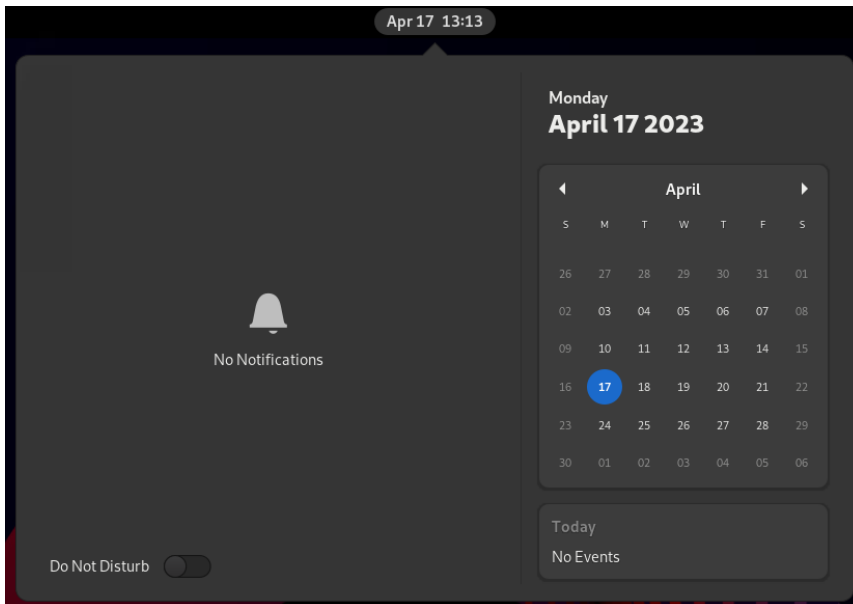 Apr 17 13:13
No Notifications
Do Not Disturb
Monday
April 17 2023
April
S M T W T F S
26 27 28 29 30 31 01
02 03 04 05 06 07 08
09 10 11 12 13 14 15
16 17 18 19 20 21 22
23 24 25 26 27 28 29
30 01 02 03 04 05 06
Today
No Events